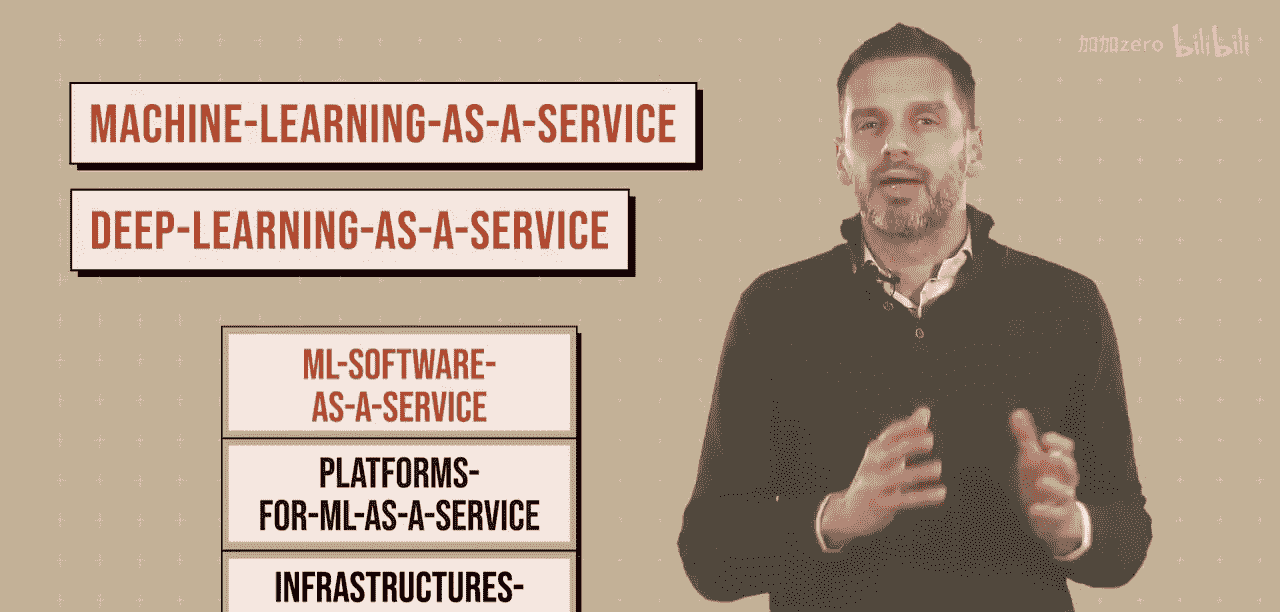 加加zero bilibili
MACHINE-LEARNING-AS-A-SERVICE
DEEP-LEARNING-AS-A-SERVICE
ML-SOFTWARE-
AS-A-SERVICE
PLATFORMS-
FOR-ML-AS-A-SERVICE
INFRASTRUCTURES-